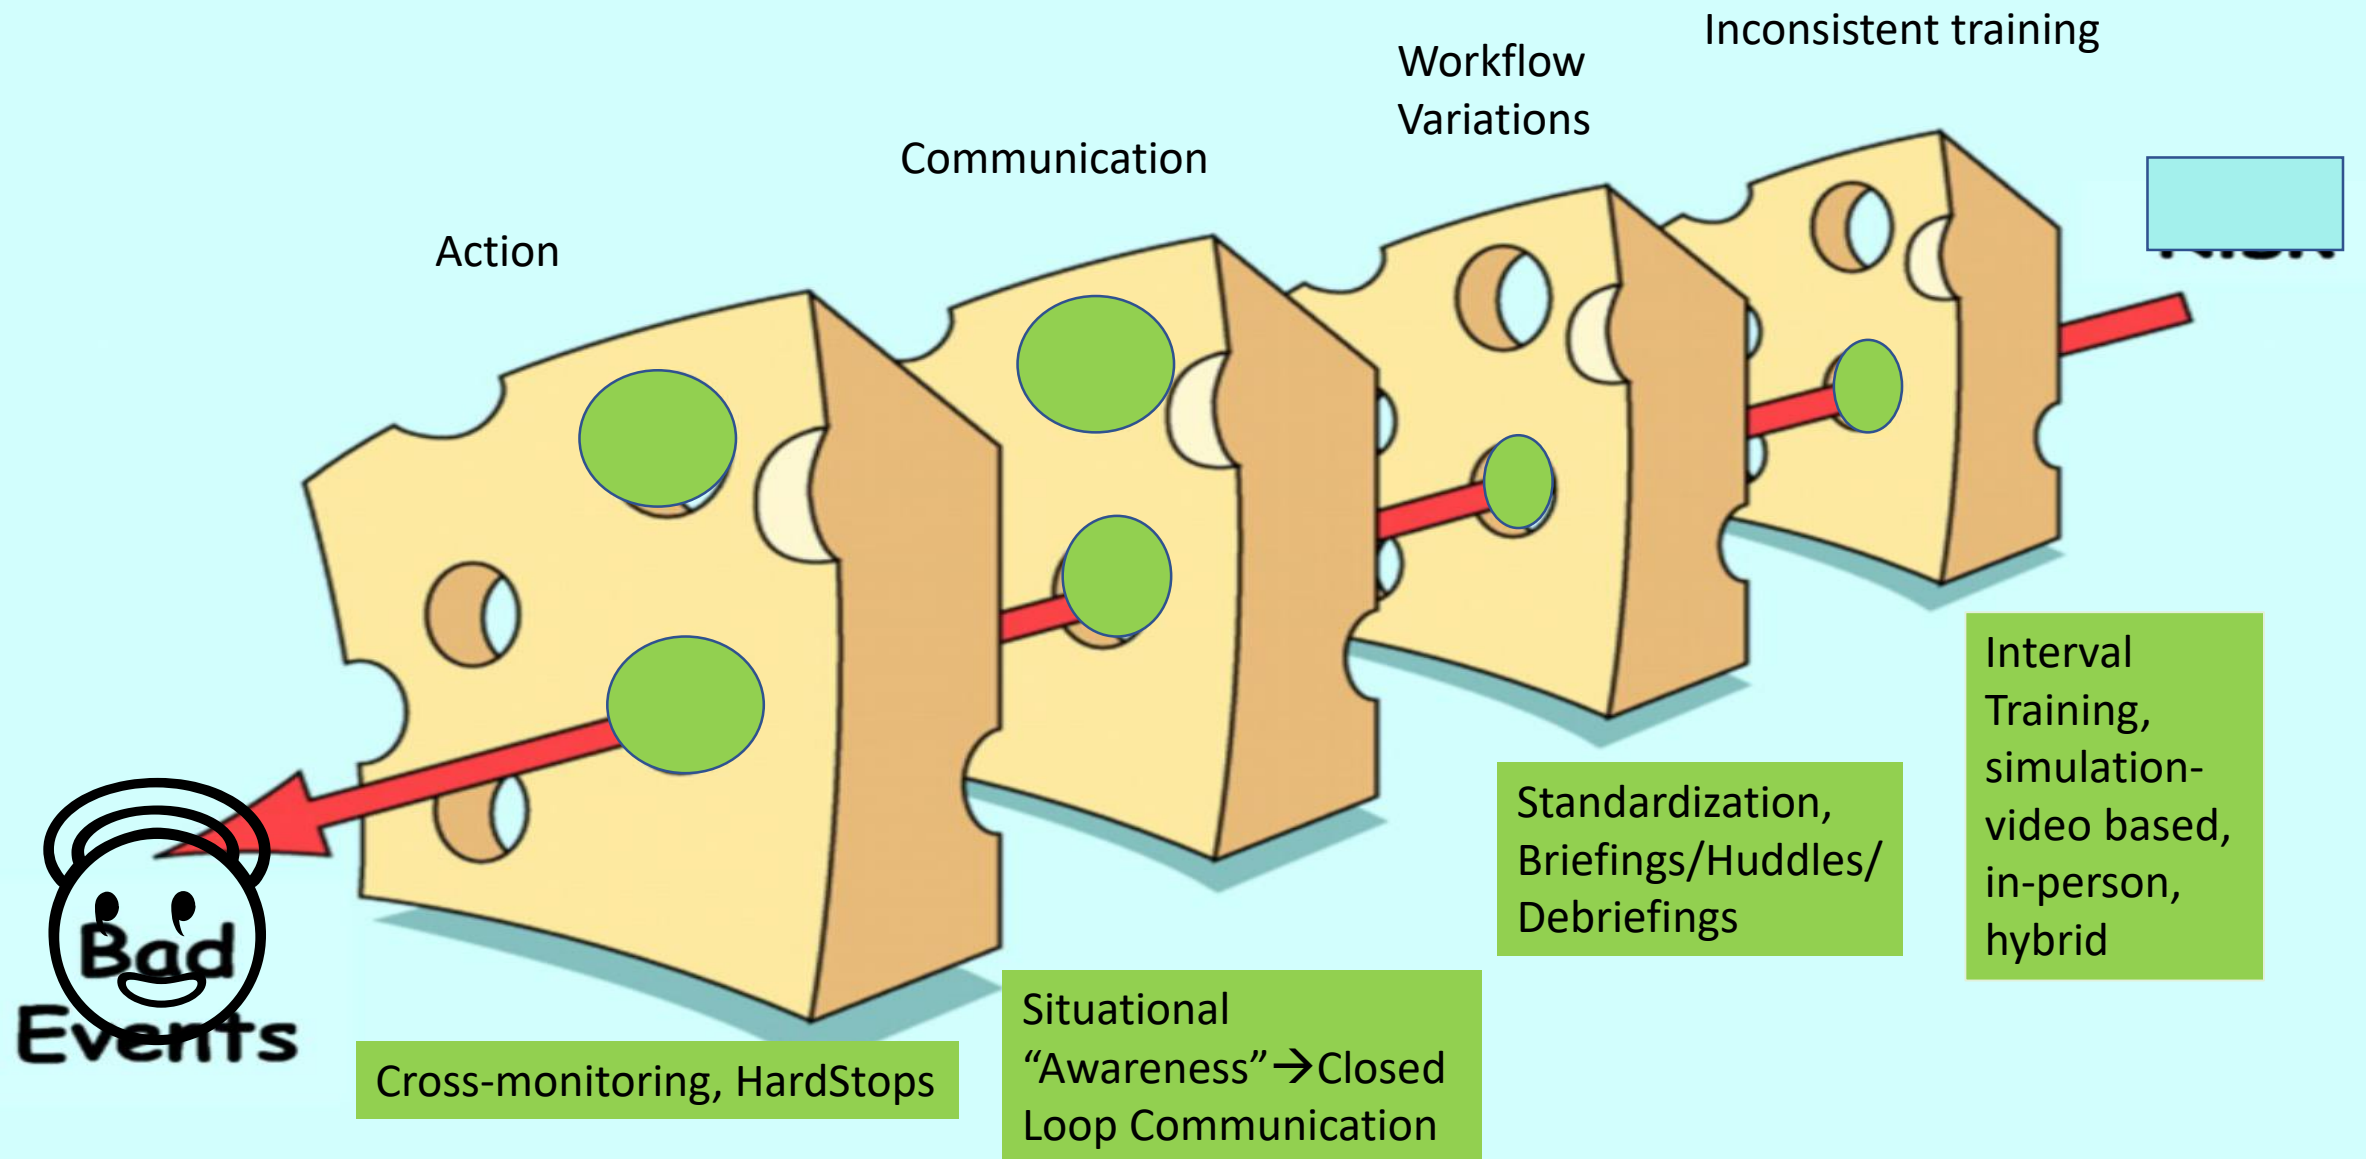 Inconsistent training
Workflow
Variations
Communication
Action
Interval
Training,
simulation-
video based,
in-person,
hybrid
Standardization,
Briefings/Huddles/
Debriefings
Situational
“Awareness”→Closed
Loop Communication
Cross-monitoring, HardStops
Bad
Events